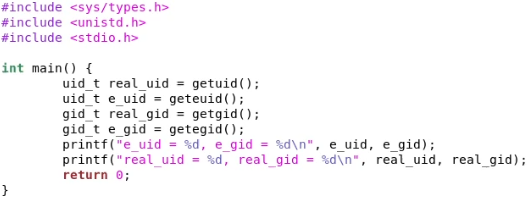 #include <sys/types.h>
#include <unistd.h>
#include <stdio.h>

int main() {
        uid_t real_uid = getuid();
        uid_t e_uid = geteuid();
        gid_t real_gid = getgid();
        gid_t e_gid = getegid();
        printf("e_uid = %d, e_gid = %d\n", e_uid, e_gid);
        printf("real_uid = %d, real_gid = %d\n", real_uid, real_gid);
        return 0;
}